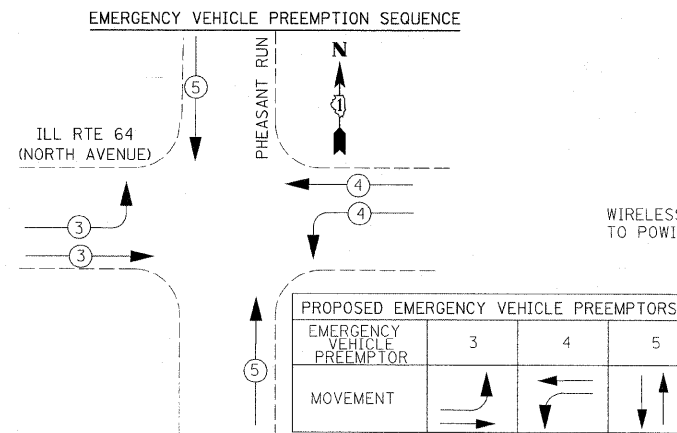 EMERGENCY VEHICLE PREEMPTION SEQUENCE
PHEASANT RUN
N
1
5
ILL RTE 64
(NORTH AVENUE)
4
4
3
3
WIRELESS
5
PROPOSED EMERGENCY VEHICLE PREEMPTORS
EMERGENCY
VEHICLE
PREEMPTOR
3
4
5
MOVEMENT
TO